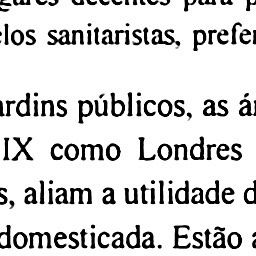 gares decentes para p
elos sanitaristas, prefer
ardins públicos, as ár
IX como Londres
s, aliam a utilidade d
domesticada. Estão a